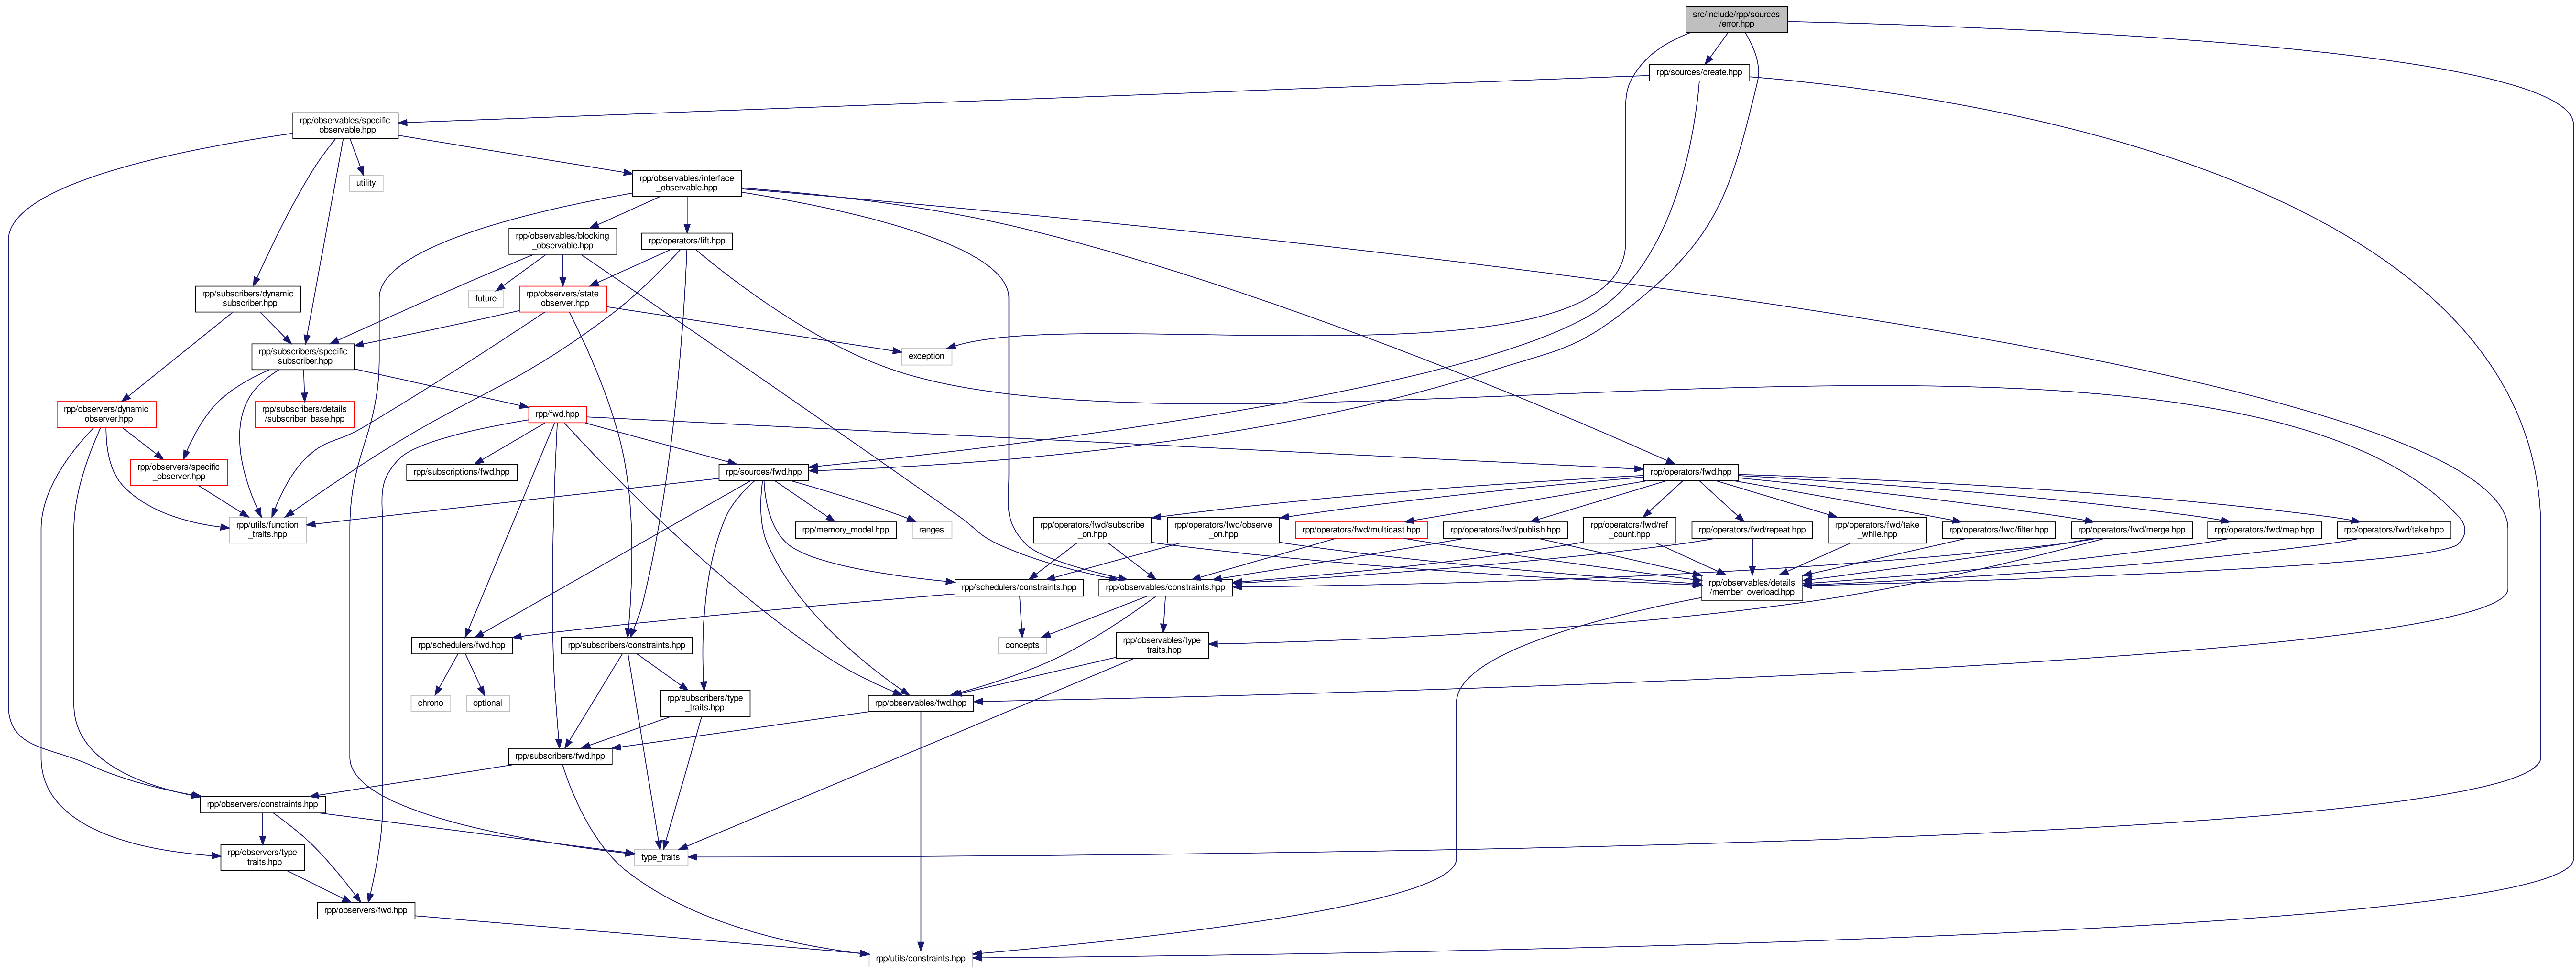 src/include/rpp/sources
/error.hpp
rpp/sources/create.hpp
rpp/observables/specific
_observable.hpp
utility
rpp/observables/interface
_observable.hpp
rpp/observables/blocking
_observable.hpp
rpp/operators/lift.hpp
rpp/subscribers/dynamic
_subscriber.hpp
future
rpp/observers/state
_observer.hpp
rpp/subscribers/specific
_subscriber.hpp
exception
rpp/observers/dynamic
_observer.hpp
rpp/subscribers/details
/subscriber_base.hpp
rpp/fwd.hpp
rpp/observers/specific
_observer.hpp
rpp/subscriptions/fwd.hpp
rpp/sources/fwd.hpp
rpp/operators/fwd.hpp
rpp/utils/function
_traits.hpp
rpp/memory_model.hpp
ranges
rpp/operators/fwd/subscribe
_on.hpp
rpp/operators/fwd/observe
_on.hpp
rpp/operators/fwd/multicast.hpp
rpp/operators/fwd/publish.hpp
rpp/operators/fwd/ref
_count.hpp
rpp/operators/fwd/repeat.hpp
rpp/operators/fwd/take
_while.hpp
rpp/operators/fwd/filter.hpp
rpp/operators/fwd/merge.hpp
rpp/operators/fwd/map.hpp
rpp/operators/fwd/take.hpp
rpp/schedulers/constraints.hpp
rpp/observables/constraints.hpp
rpp/observables/details
/member_overload.hpp
rpp/schedulers/fwd.hpp
rpp/subscribers/constraints.hpp
concepts
rpp/observables/type
_traits.hpp
chrono
optional
rpp/subscribers/type
_traits.hpp
rpp/observables/fwd.hpp
rpp/subscribers/fwd.hpp
rpp/observers/constraints.hpp
rpp/observers/type
_traits.hpp
type_traits
rpp/observers/fwd.hpp
rpp/utils/constraints.hpp